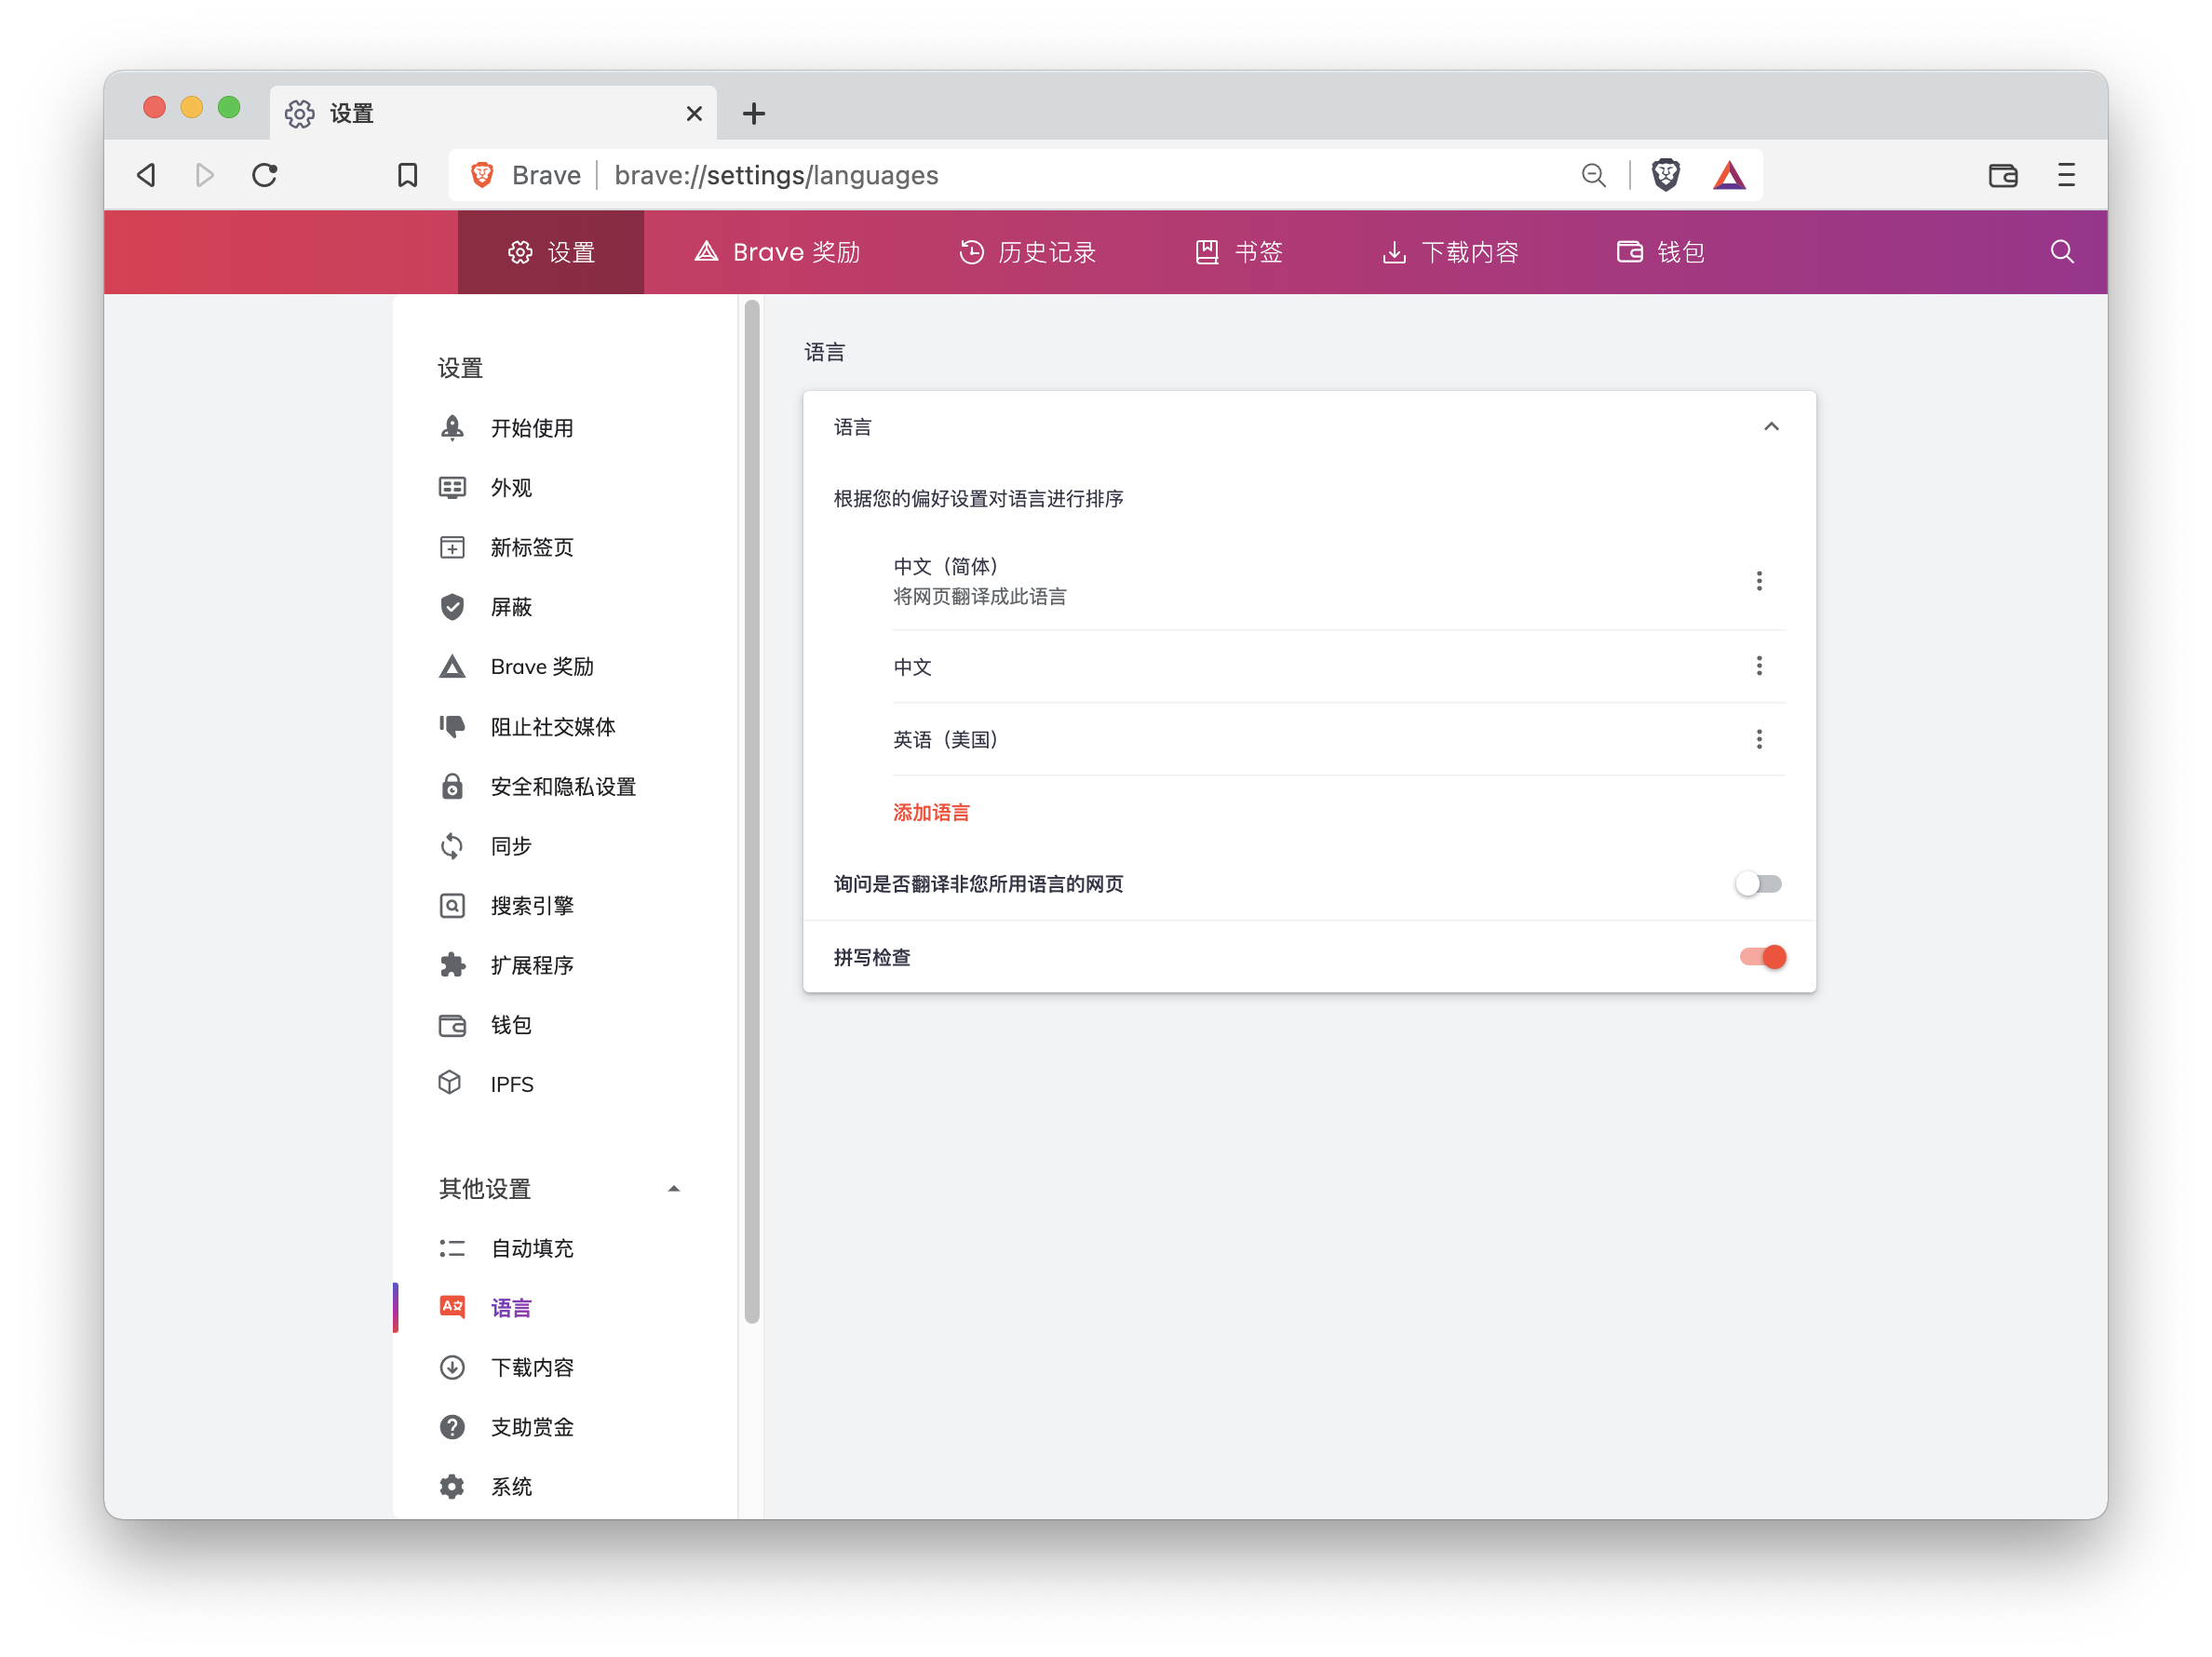 设置
Brave brave://settings/languages
设置 Brave 奖励 历史记录 书签 下载内容 钱包
设置
开始使用
外观
新标签页
屏蔽
Brave 奖励
阻止社交媒体
安全和隐私设置
同步
搜索引擎
扩展程序
钱包
IPFS
其他设置
自动填充
语言
下载内容
支助赏金
系统
语言
语言
根据您的偏好设置对语言进行排序
中文（简体）
将网页翻译成此语言
中文
英语（美国）
添加语言
询问是否翻译非您所用语言的网页
拼写检查